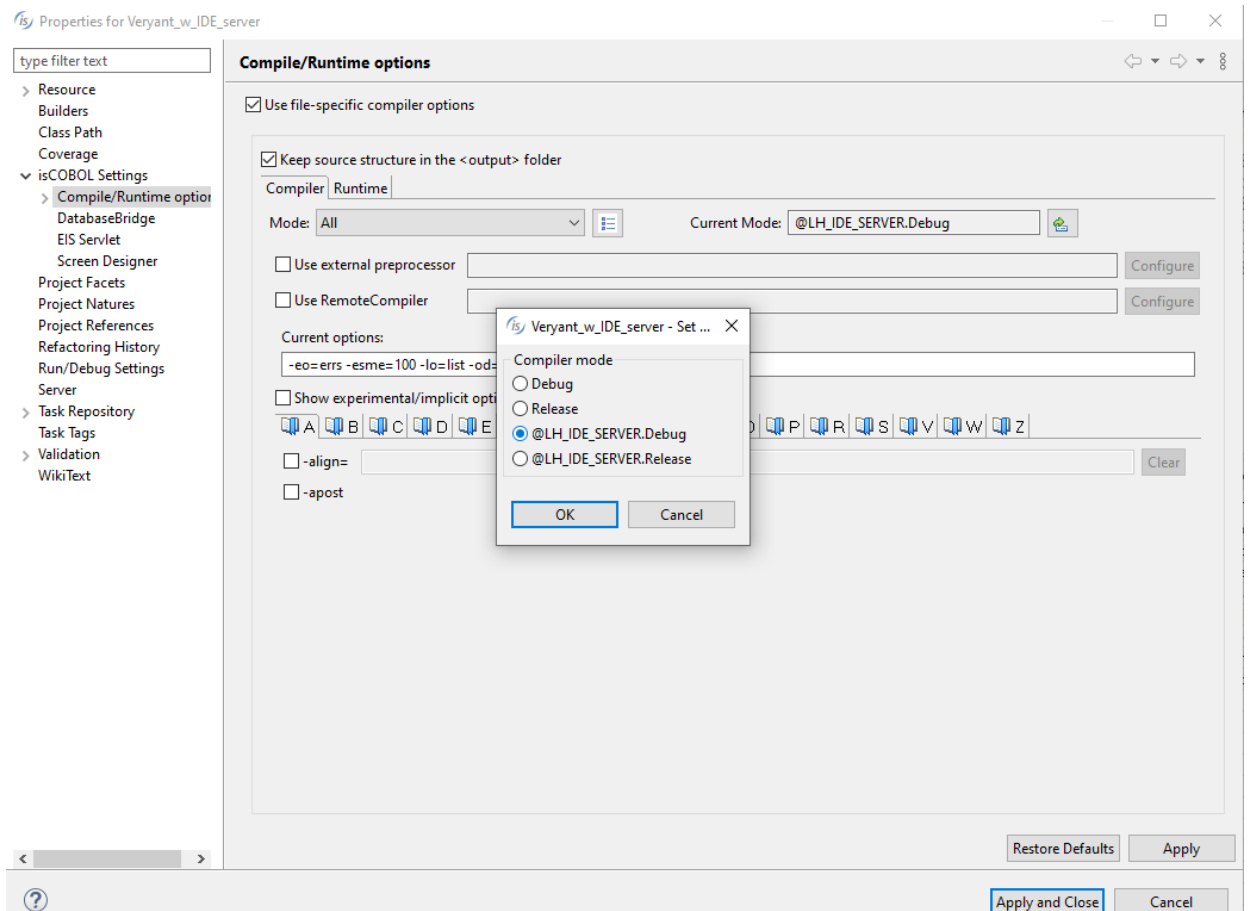 Properties for Veryant_w_IDE_server
type filter text
Resource
Builders
Class Path
Coverage
isCOBOL Settings
Compile/Runtime option
DatabaseBridge
EIS Servlet
Screen Designer
Project Facets
Project Natures
Project References
Refactoring History
Run/Debug Settings
Server
Task Repository
Task Tags
Validation
WikiText
Compile/Runtime options
Use file-specific compiler options
Keep source structure in the <output> folder
Compiler Runtime
Mode: All Current Mode: @LH_IDE_SERVER.Debug
Use external preprocessor Configure
Use RemoteCompiler Configure
Current options:
-eo=errs -esme=100 -lo=list -od=
Show experimental/implicit opti
A B C D E P R S V W Z
-align= Clear
-apost
Veryant_w_IDE_server - Set ...
Compiler mode
Debug
Release
@LH_IDE_SERVER.Debug
@LH_IDE_SERVER.Release
OK Cancel
Restore Defaults Apply
Apply and Close Cancel